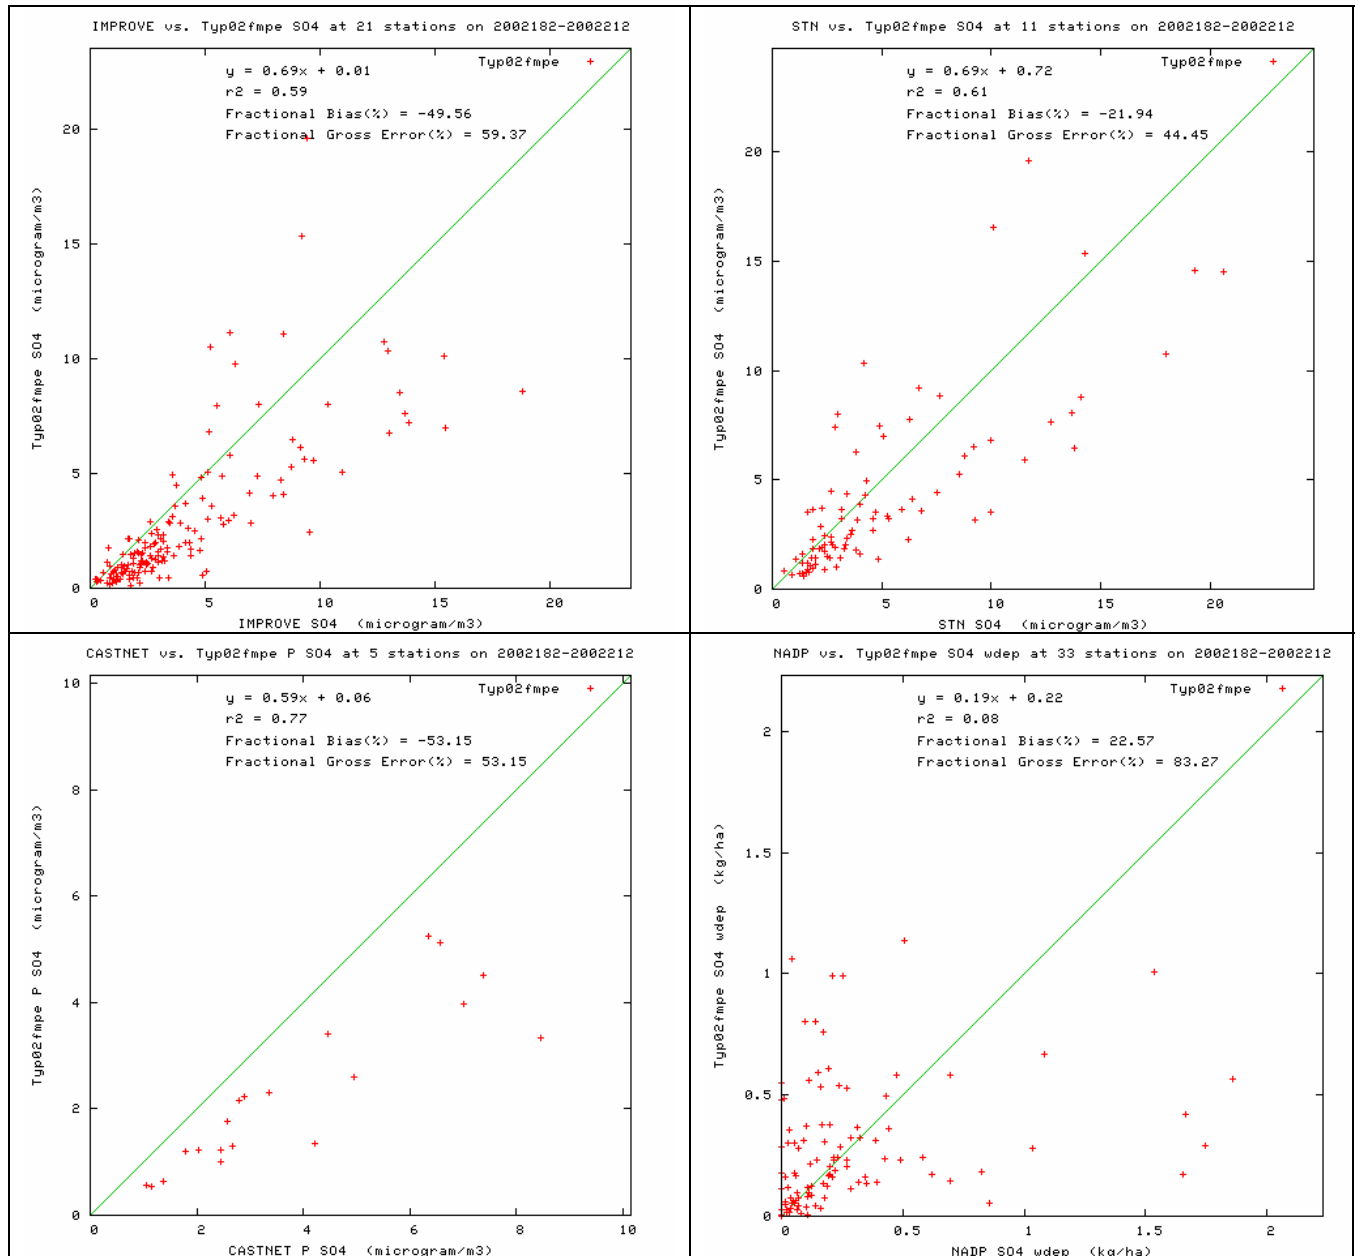 IMPROVE vs. Typ02fmpe SO4 at 21 stations on 2002182-2002212
Typ02fmpe
y = 0.69x + 0.01
r2 = 0.59
Fractional Bias(%) = -49.56
Fractional Gross Error(%) = 59.37
Typ02fmpe SO4 (microgram/m3)
20
15
10
5
0
0 5 10 15 20
IMPROVE SO4 (microgram/m3)
STN vs. Typ02fmpe SO4 at 11 stations on 2002182-2002212
Typ02fmpe
y = 0.69x + 0.72
r2 = 0.61
Fractional Bias(%) = -21.94
Fractional Gross Error(%) = 44.45
Typ02fmpe SO4 (microgram/m3)
20
15
10
5
0
0 5 10 15 20
STN SO4 (microgram/m3)
CASTNET vs. Typ02fmpe P SO4 at 5 stations on 2002182-2002212
Typ02fmpe
y = 0.59x + 0.06
r2 = 0.77
Fractional Bias(%) = -53.15
Fractional Gross Error(%) = 53.15
Typ02fmpe P SO4 (microgram/m3)
10
8
6
4
2
0
0 2 4 6 8 10
CASTNET P SO4 (microgram/m3)
NADP vs. Typ02fmpe SO4 wdep at 33 stations on 2002182-2002212
Typ02fmpe
y = 0.19x + 0.22
r2 = 0.08
Fractional Bias(%) = 22.57
Fractional Gross Error(%) = 83.27
Typ02fmpe SO4 wdep (kg/ha)
2
1.5
1
0.5
0
0 0.5 1 1.5 2
NADP SO4 wdep (kg/ha)